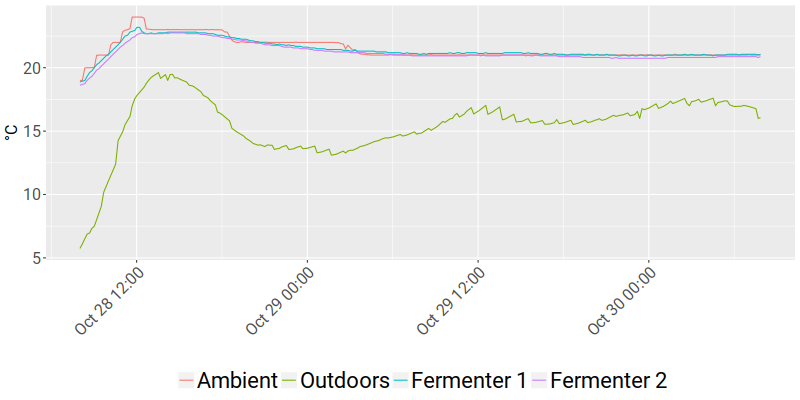 °C
20
15
10
5
Oct 28 12:00
Oct 29 00:00
Oct 29 12:00
Oct 30 00:00
Ambient Outdoors Fermenter 1 Fermenter 2